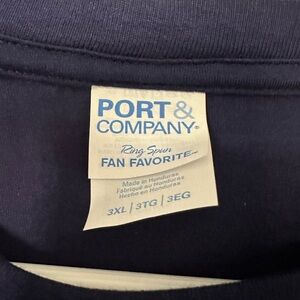 PORT &
COMPANY®
Ring Spun
FAN FAVORITE™
Made in Honduras
Fabriqué au Honduras
Hecho en Honduras
3XL / 3TG / 3EG